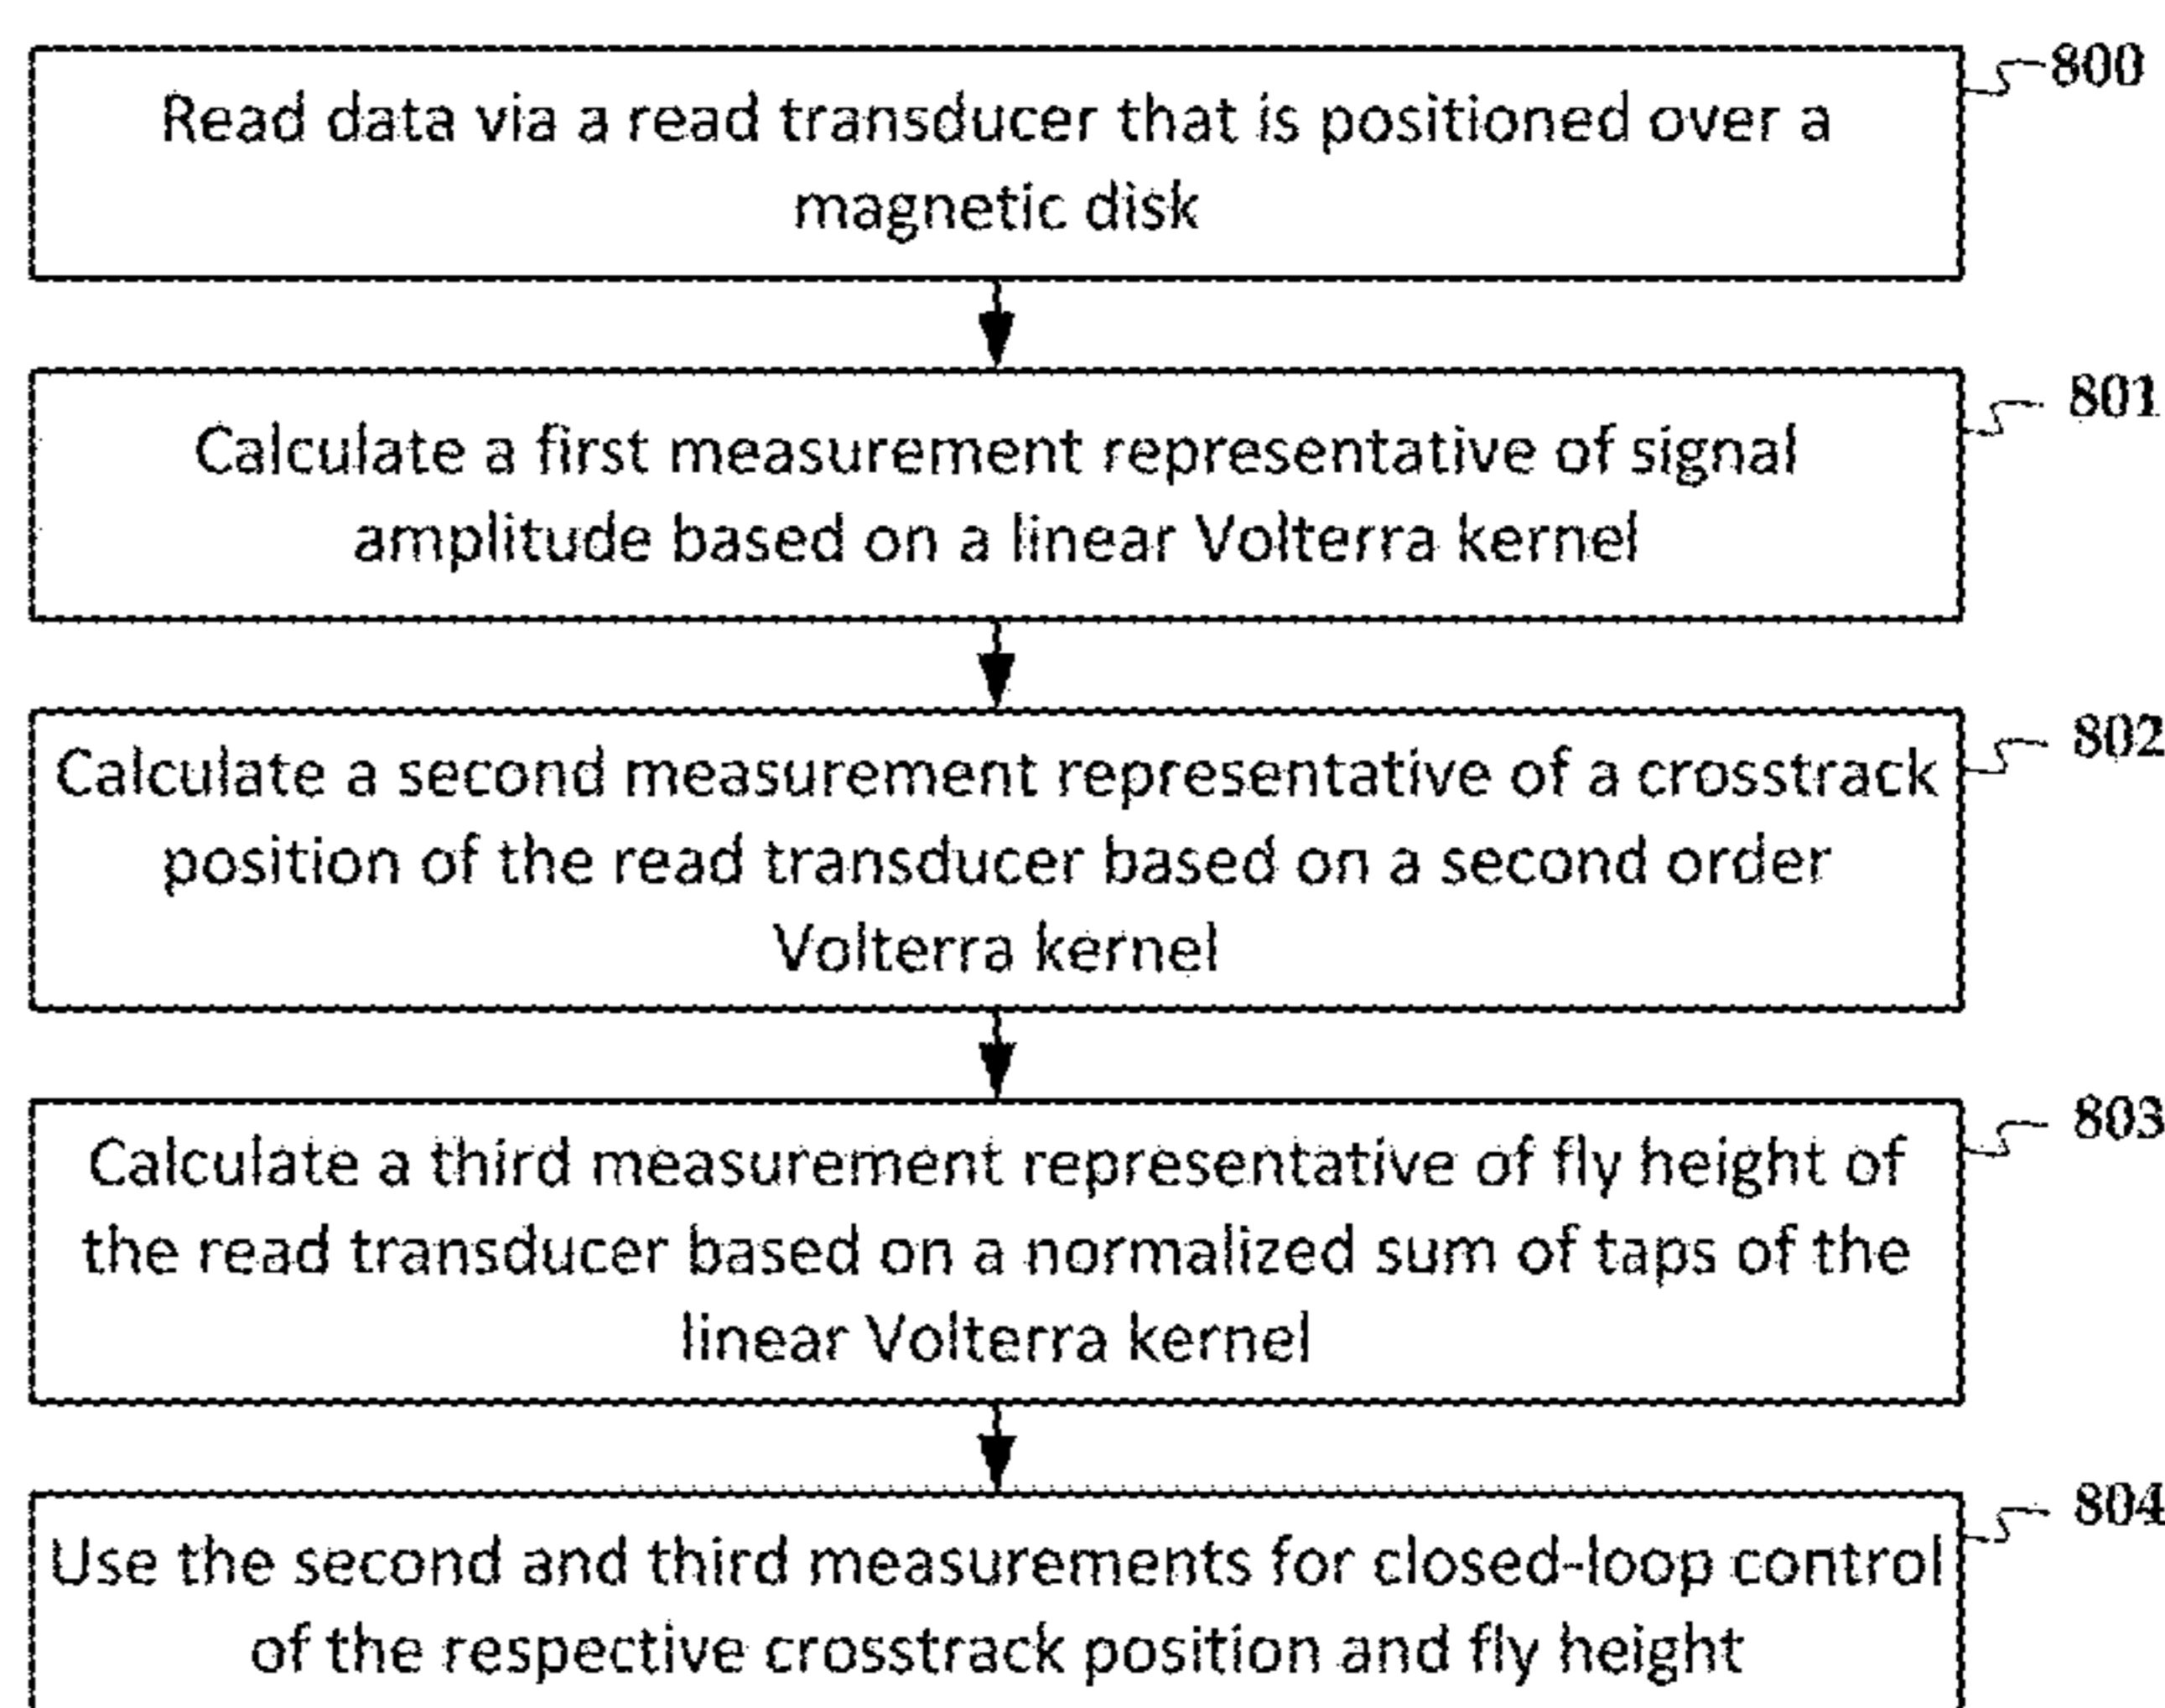 800
Read data via a read transducer that is positioned over a
magnetic disk
801
Calculate a first measurement representative of signal
amplitude based on a linear Volterra kernel
802
Calculate a second measurement representative of a crosstrack
position of the read transducer based on a second order
Volterra kernel
803
Calculate a third measurement representative of fly height of
the read transducer based on a normalized sum of taps of the
linear Volterra kernel
804
Use the second and third measurements for closed-loop control
of the respective crosstrack position and fly height